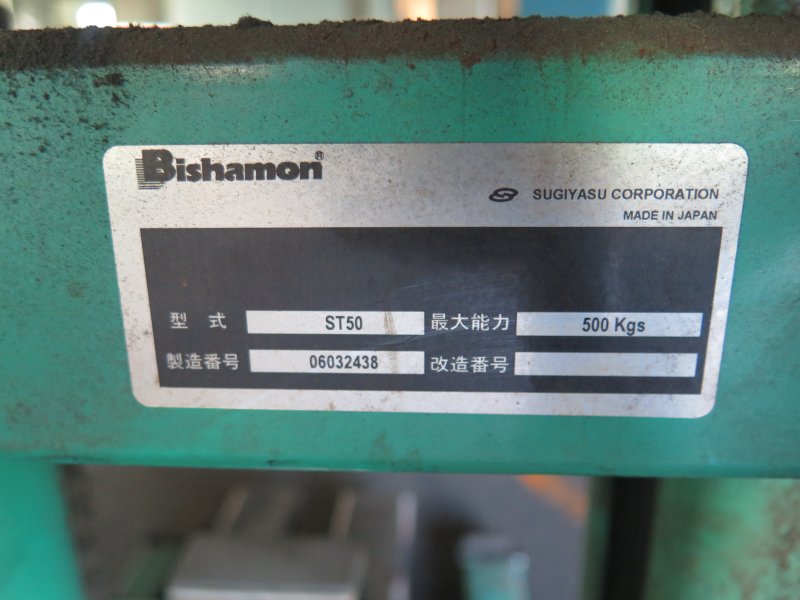 Bishamon®
SUGIYASU CORPORATION
MADE IN JAPAN
型式 ST50 最大能力 500 Kgs
製造番号 06032438 改造番号